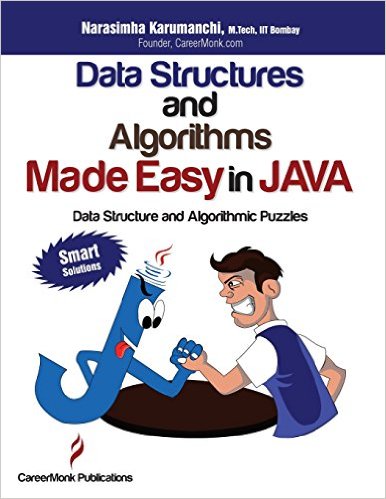 Narasimha Karumanchi, M.Tech, IIT Bombay
Founder, CareerMonk.com
Data Structures
and
Algorithms
Made Easy in JAVA
Data Structure and Algorithmic Puzzles
Smart
Solutions
CareerMonk Publications